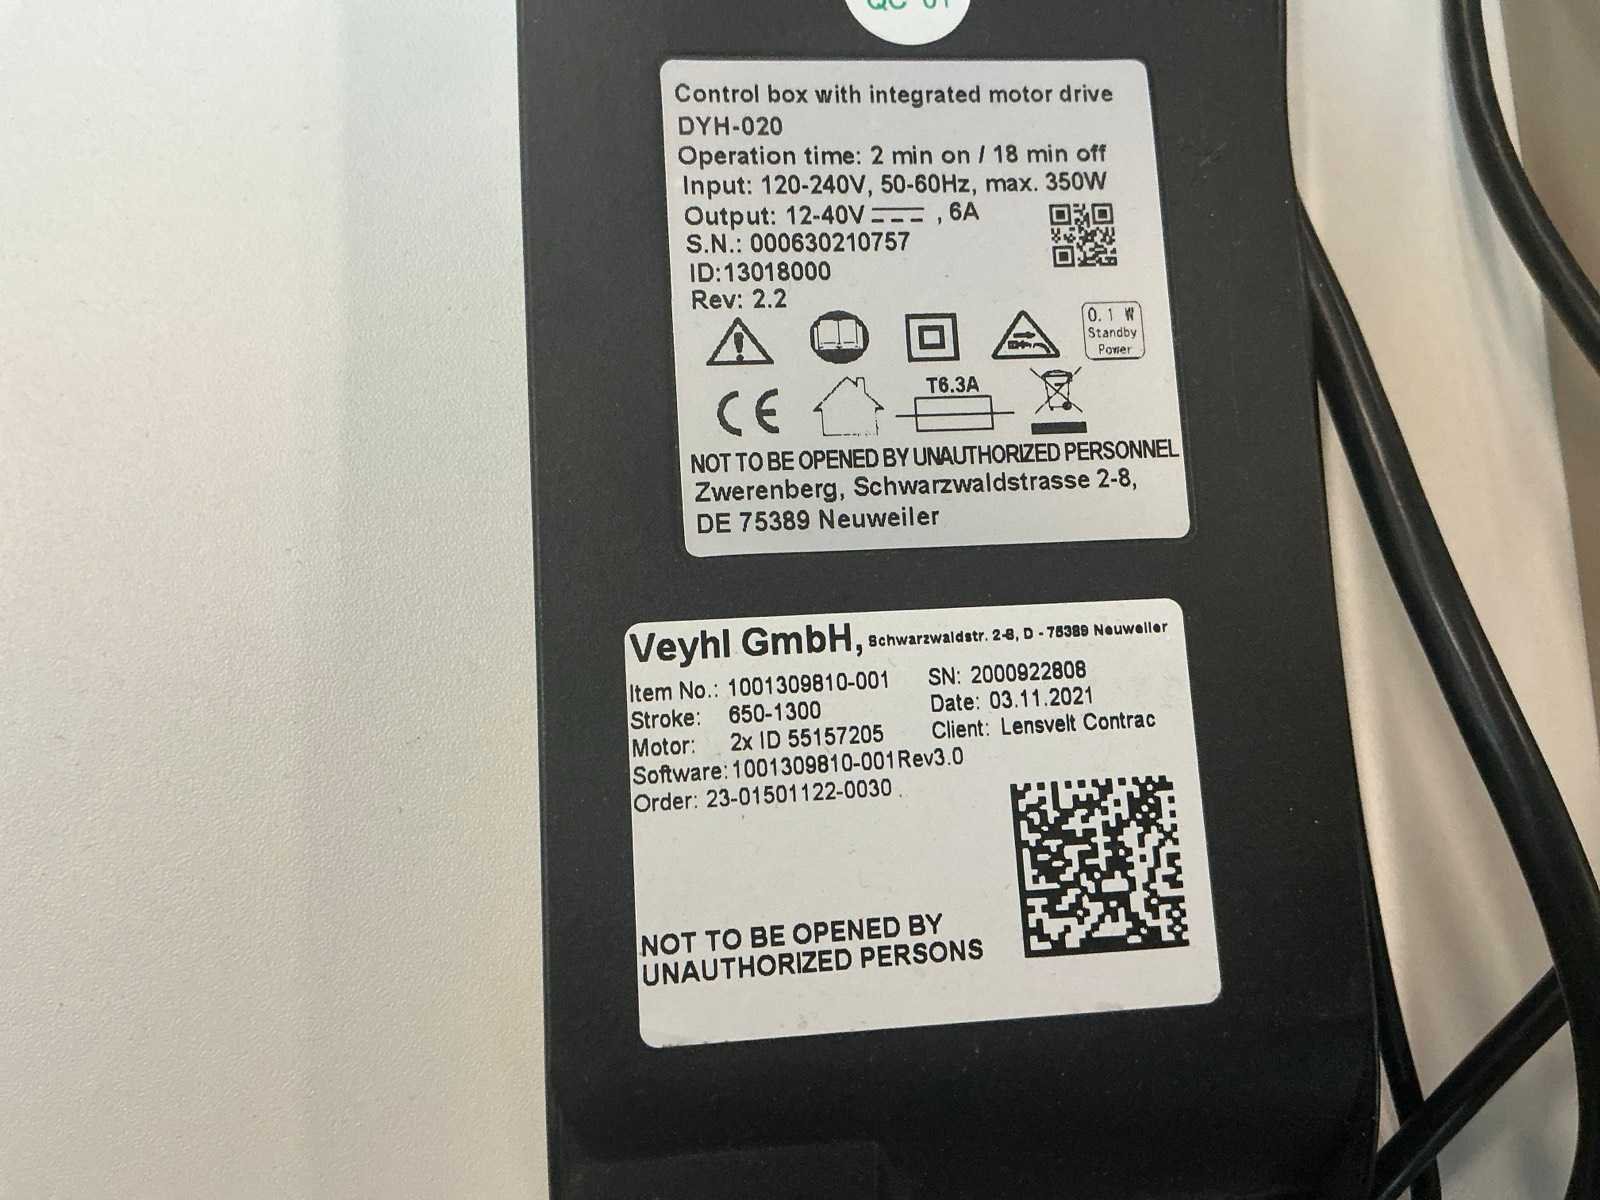 QC 01
Control box with integrated motor drive
DYH-020
Operation time: 2 min on / 18 min off
Input: 120-240V, 50-60Hz, max. 350W
Output: 12-40V , 6A
S.N.: 000630210757
ID:13018000
Rev: 2.2
0.1 W
Standby
Power
CE
T6.3A
NOT TO BE OPENED BY UNAUTHORIZED PERSONNEL
Zwerenberg, Schwarzwaldstrasse 2-8,
DE 75389 Neuweiler
Veyhl GmbH, Schwarzwaldstr. 2-8, D - 75389 Neuweiler
Item No.: 1001309810-001 SN: 2000922808
Stroke: 650-1300 Date: 03.11.2021
Motor: 2x ID 55157205 Client: Lensvelt Contrac
Software: 1001309810-001Rev3.0
Order: 23-01501122-0030
NOT TO BE OPENED BY
UNAUTHORIZED PERSONS